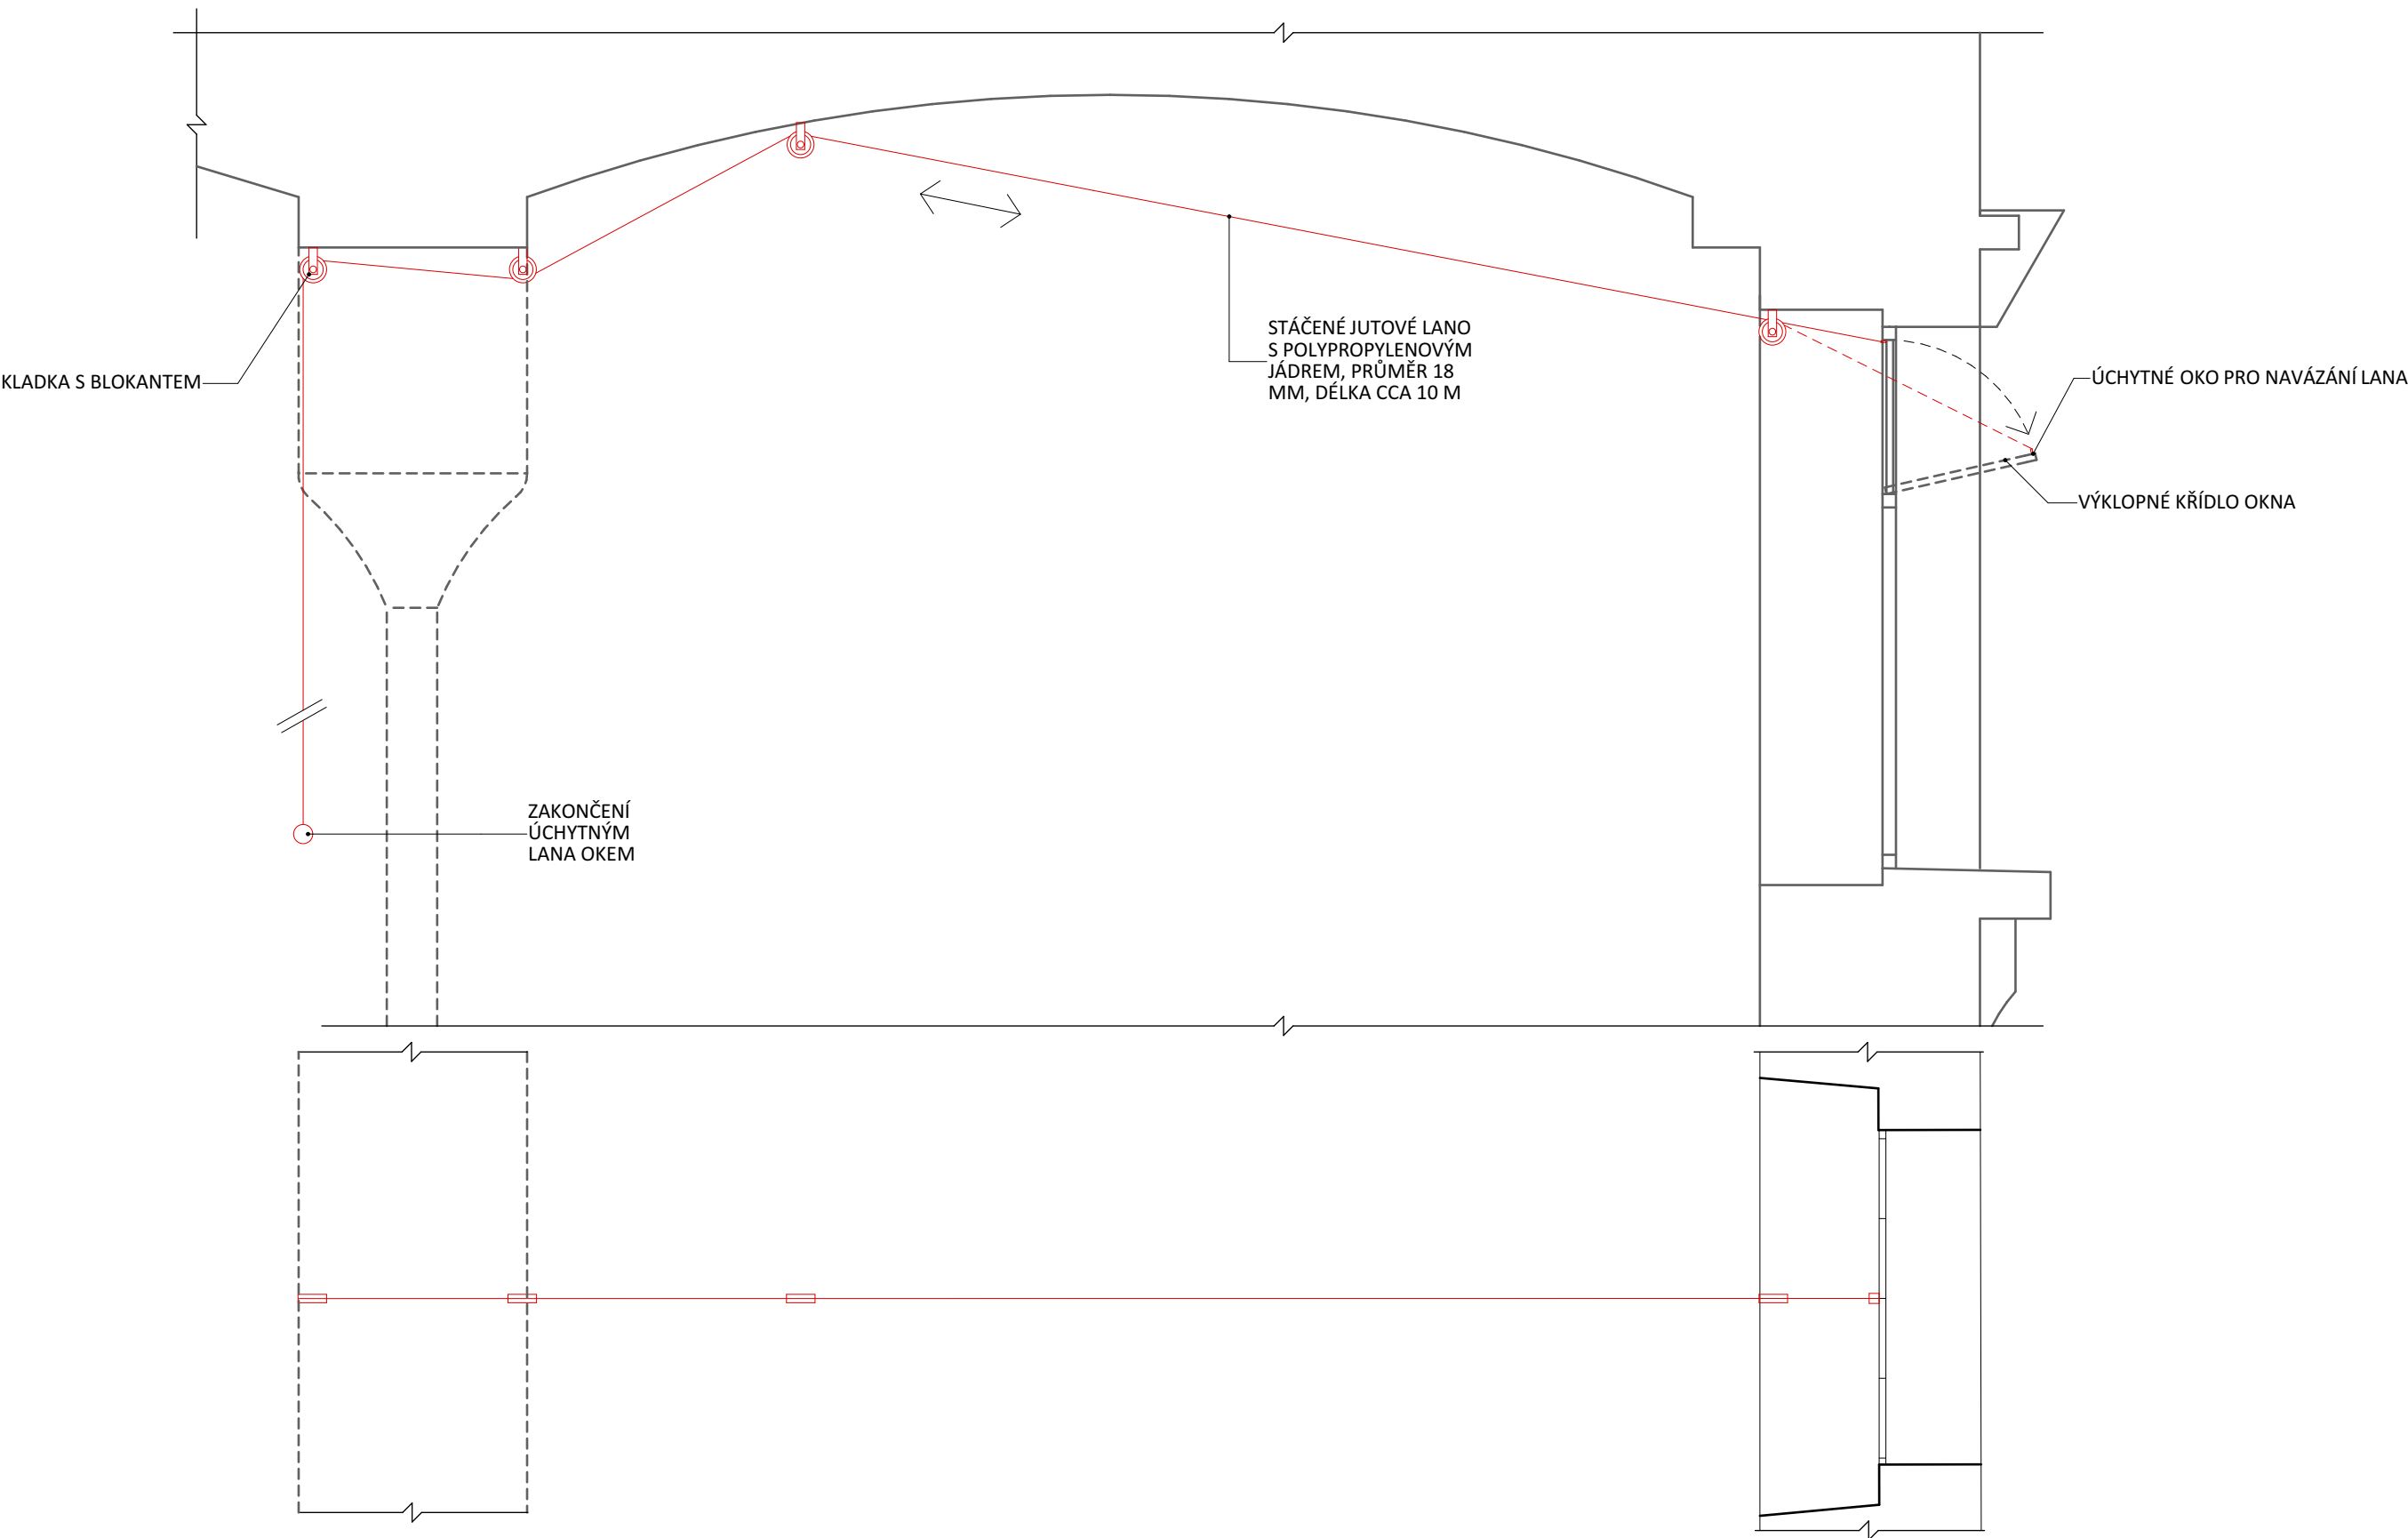 STÁČENÉ JUTOVÉ LANO
S POLYPROPYLENOVÝM
JÁDREM, PRŮMĚR 18
MM, DÉLKA CCA 10 M
KLADKA S BLOKANTEM
ÚCHYTNÉ OKO PRO NAVÁZÁNÍ LANA
VÝKLOPNÉ KŘÍDLO OKNA
ZAKONČENÍ
ÚCHYTNÝM
LANA OKEM